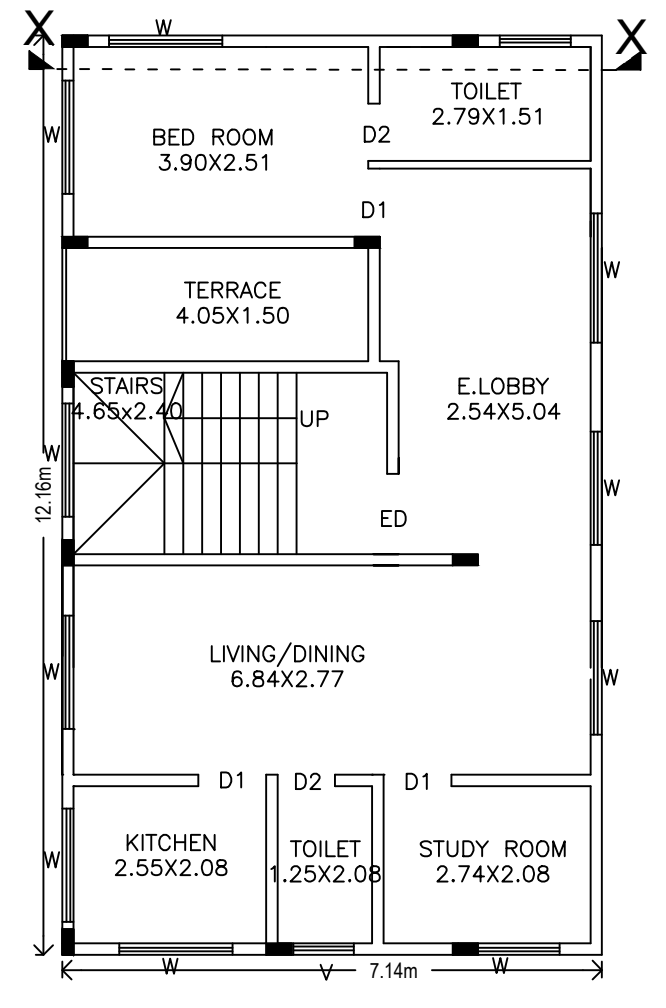 X
W
X
TOILET
2.79X1.51
W
BED ROOM
3.90X2.51
D2
D1
W
TERRACE
4.05X1.50
STAIRS
4.65x2.40
E.LOBBY
2.54X5.04
UP
W
12.16m
W
ED
LIVING/DINING
6.84X2.77
W
W
D1
D2
D1
KITCHEN
2.55X2.08
TOILET
1.25X2.08
STUDY ROOM
2.74X2.08
W
W
V
7.14m
W